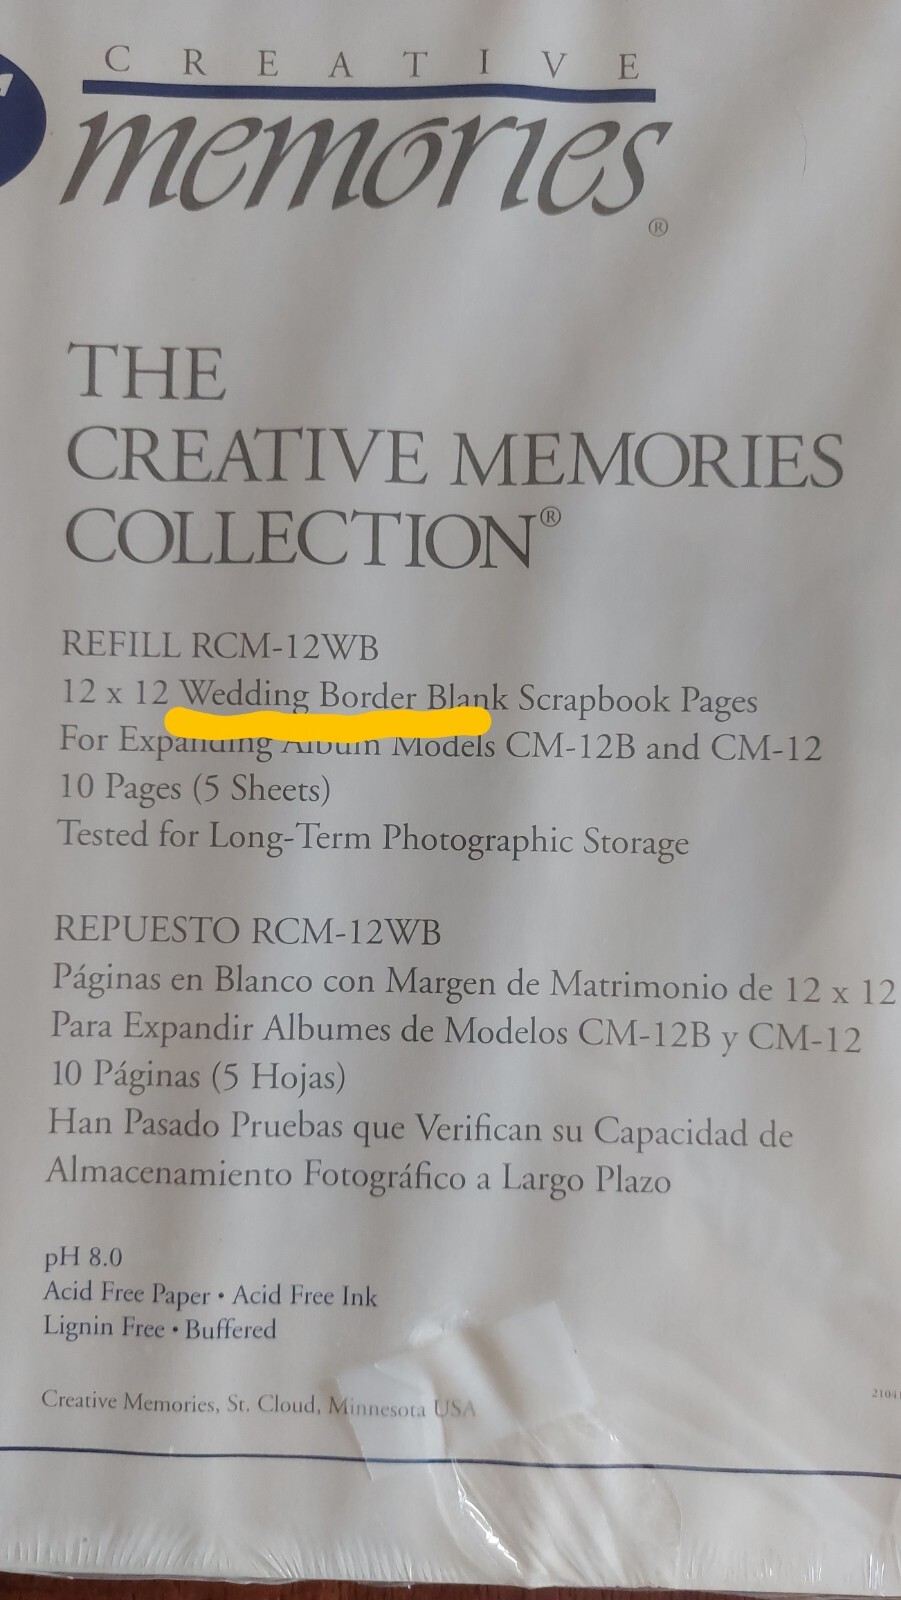 CREATIVE
memories
®
THE
CREATIVE MEMORIES
COLLECTION®
REFILL RCM-12WB
12 x 12 Wedding Border Blank Scrapbook Pages
For Expanding Album Models CM-12B and CM-12
10 Pages (5 Sheets)
Tested for Long-Term Photographic Storage
REPUESTO RCM-12WB
Páginas en Blanco con Margen de Matrimonio de 12 x 12
Para Expandir Albumes de Modelos CM-12B y CM-12
10 Páginas (5 Hojas)
Han Pasado Pruebas que Verifican su Capacidad de
Almacenamiento Fotográfico a Largo Plazo
pH 8.0
Acid Free Paper • Acid Free Ink
Lignin Free • Buffered
Creative Memories, St. Cloud, Minnesota USA